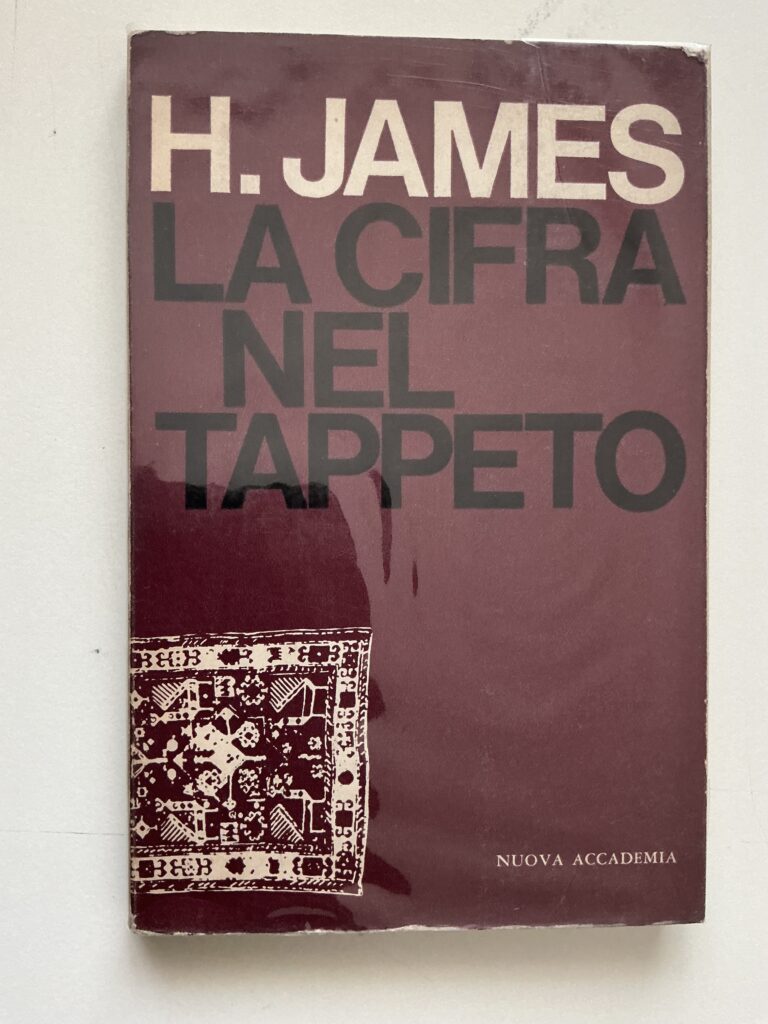 H. JAMES
LA CIFRA
NEL
TAPPETO
NUOVA ACCADEMIA